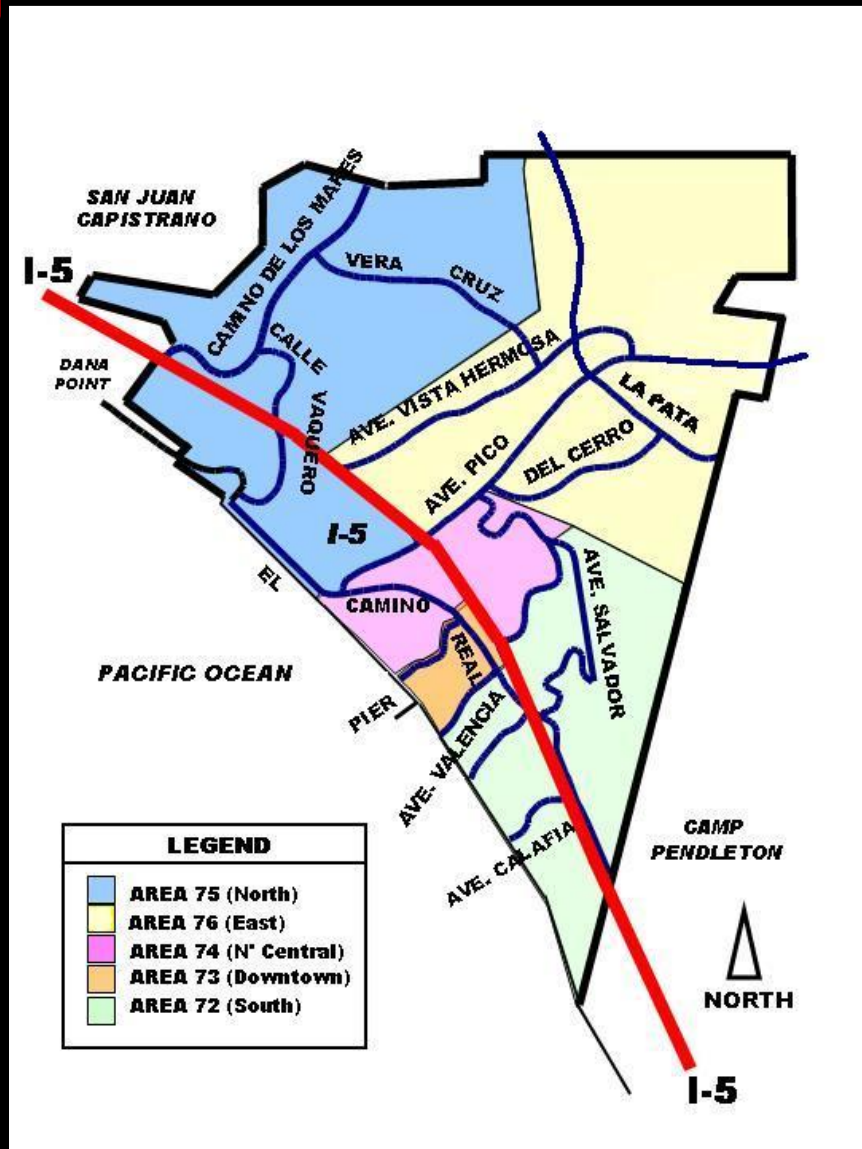 SAN JUAN
CAPISTRANO
I-5
DANA
POINT
CAMINO DE LOS MARES
VERA
CRUZ
CALLE
VAQUERO
AVE. VISTA HERMOSA
LA PATA
AVE. PICO
DEL CERRO
I-5
EL
CAMINO
REAL
AVE. SALVADOR
PACIFIC OCEAN
PIER
AVE. VALENCIA
AVE. CALAFIA
CAMP
PENDLETON
LEGEND
AREA 75 (North)
AREA 76 (East)
AREA 74 (N' Central)
AREA 73 (Downtown)
AREA 72 (South)
NORTH
I-5